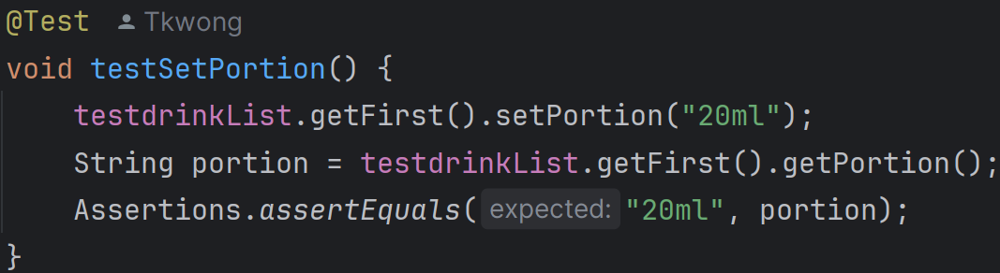 @Test Tkwong
void testSetPortion() {
    testdrinkList.getFirst().setPortion("20ml");
    String portion = testdrinkList.getFirst().getPortion();
    Assertions.assertEquals( expected: "20ml", portion);
}